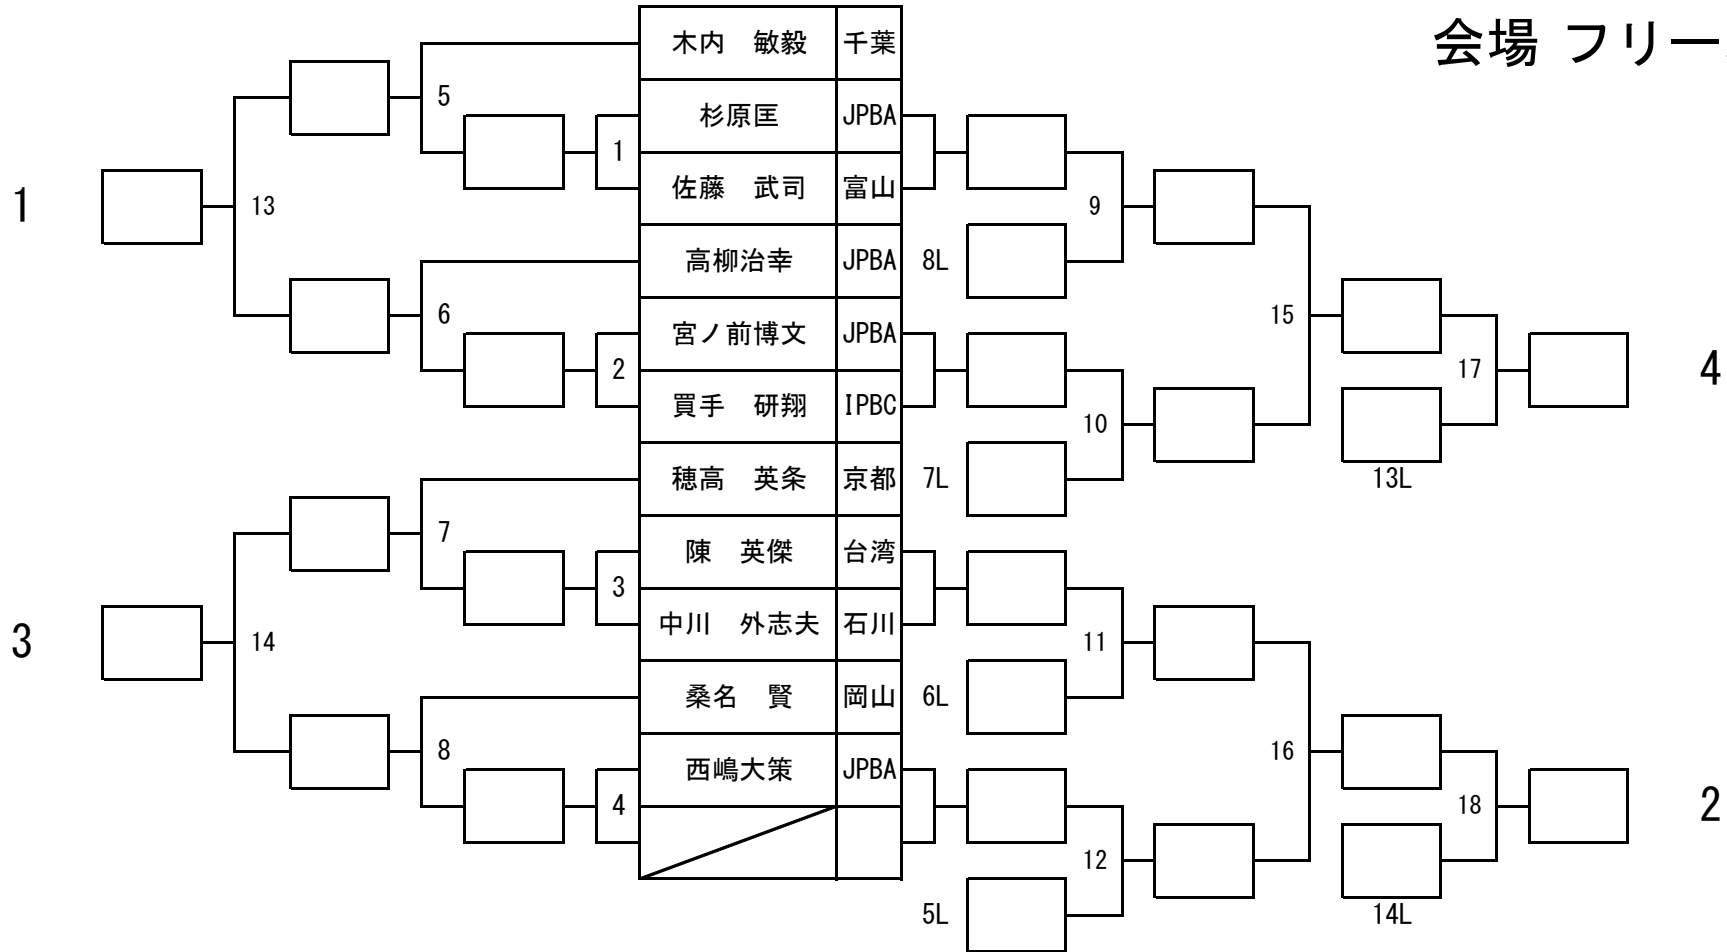 会場 フリー
木内　敏毅 千葉
杉原匡 JPBA
佐藤　武司 富山
高柳治幸 JPBA
宮ノ前博文 JPBA
買手　研翔 IPBC
穂高　英条 京都
陳　英傑 台湾
中川　外志夫 石川
桑名　賢 岡山
西嶋大策 JPBA
1
3
13
14
5
6
7
8
1
2
3
4
8L
7L
6L
5L
9
10
11
12
15
16
13L
14L
17
18
4
2